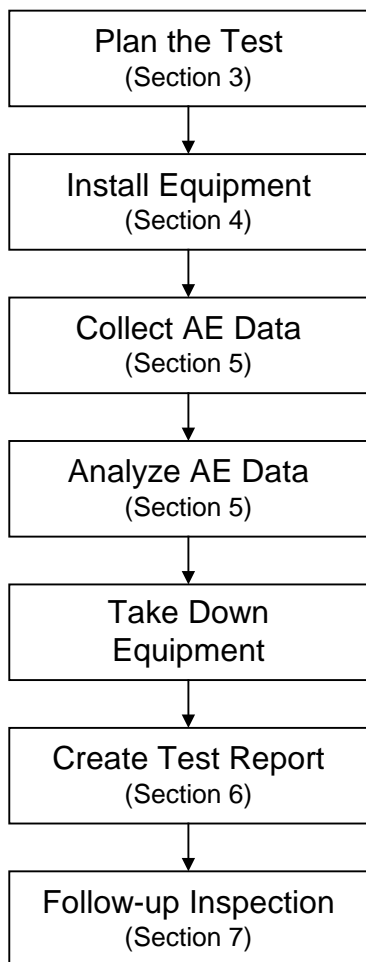 Plan the Test
(Section 3)
Install Equipment
(Section 4)
Collect AE Data
(Section 5)
Analyze AE Data
(Section 5)
Take Down
Equipment
Create Test Report
(Section 6)
Follow-up Inspection
(Section 7)